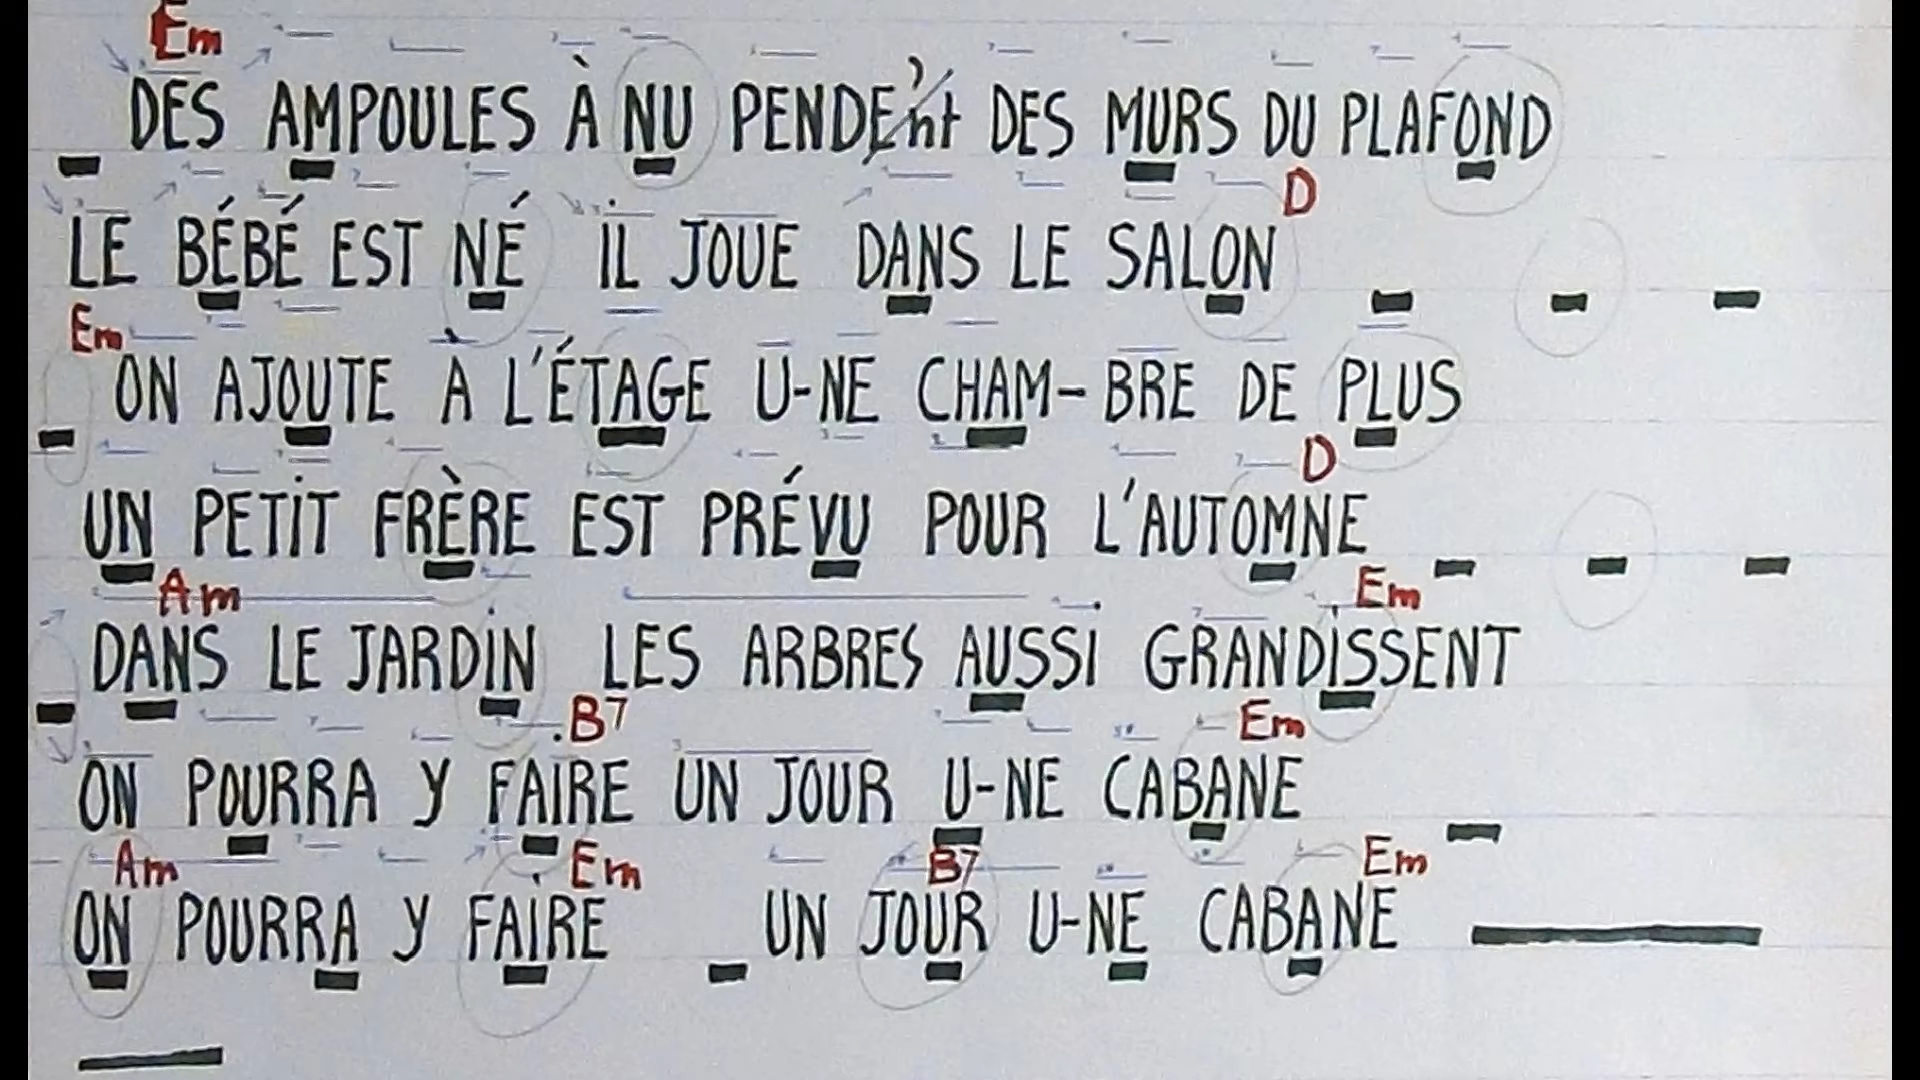 Em
DES AMPOULES À NU PENDE'nt DES MURS DU PLAFOND
D
LE BÉBÉ EST NÉ iL JOUE DANS LE SALON
Em
ON AJOUTE À L'ÉTAGE U-NE CHAM-BRE DE PLUS
D
UN PETiT FRÈRE EST PRÉVU POUR L'AUTOMNE
Am Em
DANS LE JARDiN LES ARBRES AUSSi GRANDiSSENT
B7 Em
ON POURRA Y FAiRE UN JOUR U-NE CABANE
Am Em B7 Em
ON POURRA Y FAiRE UN JOUR U-NE CABANE